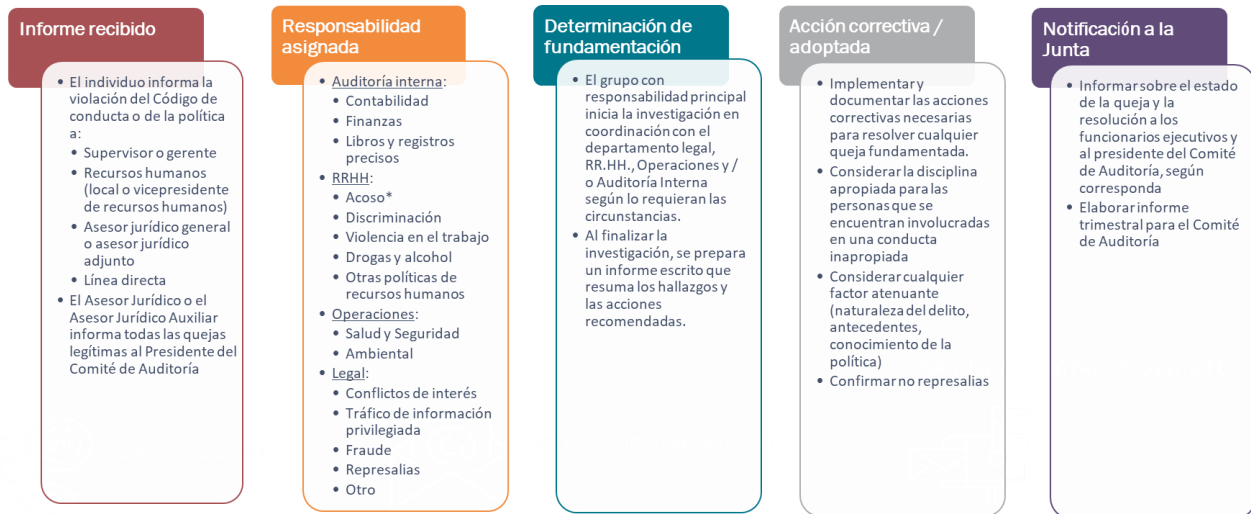 Informe recibido
• El individuo informa la
violación del Código de
conducta o de la política
a:
• Supervisor o gerente
• Recursos humanos
(local o vicepresidente
de recursos humanos)
• Asesor jurídico general
o asesor jurídico
adjunto
• Línea directa
• El Asesor Jurídico o el
Asesor Jurídico Auxiliar
informa todas las quejas
legítimas al Presidente del
Comité de Auditoría
Responsabilidad
asignada
• Auditoría interna:
• Contabilidad
• Finanzas
• Libros y registros
precisos
• RRHH:
• Acoso*
• Discriminación
• Violencia en el trabajo
• Drogas y alcohol
• Otras políticas de
recursos humanos
• Operaciones:
• Salud y Seguridad
• Ambiental
• Legal:
• Conflictos de interés
• Tráfico de información
privilegiada
• Fraude
• Represalias
• Otro
Determinación de
fundamentación
• El grupo con
responsabilidad principal
inicia la investigación en
coordinación con el
departamento legal,
RR.HH., Operaciones y /
o Auditoría Interna
según lo requieran las
circunstancias.
• Al finalizar la
investigación, se prepara
un informe escrito que
resuma los hallazgos y
las acciones
recomendadas.
Acción correctiva /
adoptada
• Implementar y
documentar las acciones
correctivas necesarias
para resolver cualquier
queja fundamentada.
• Considerar la disciplina
apropiada para las
personas que se
encuentran involucradas
en una conducta
inapropiada
• Considerar cualquier
factor atenuante
(naturaleza del delito,
antecedentes,
conocimiento de la
política)
• Confirmar no represalias
Notificación a la
Junta
• Informar sobre el estado
de la queja y la
resolución a los
funcionarios ejecutivos y
al presidente del Comité
de Auditoría, según
corresponda
• Elaborar informe
trimestral para el Comité
de Auditoría